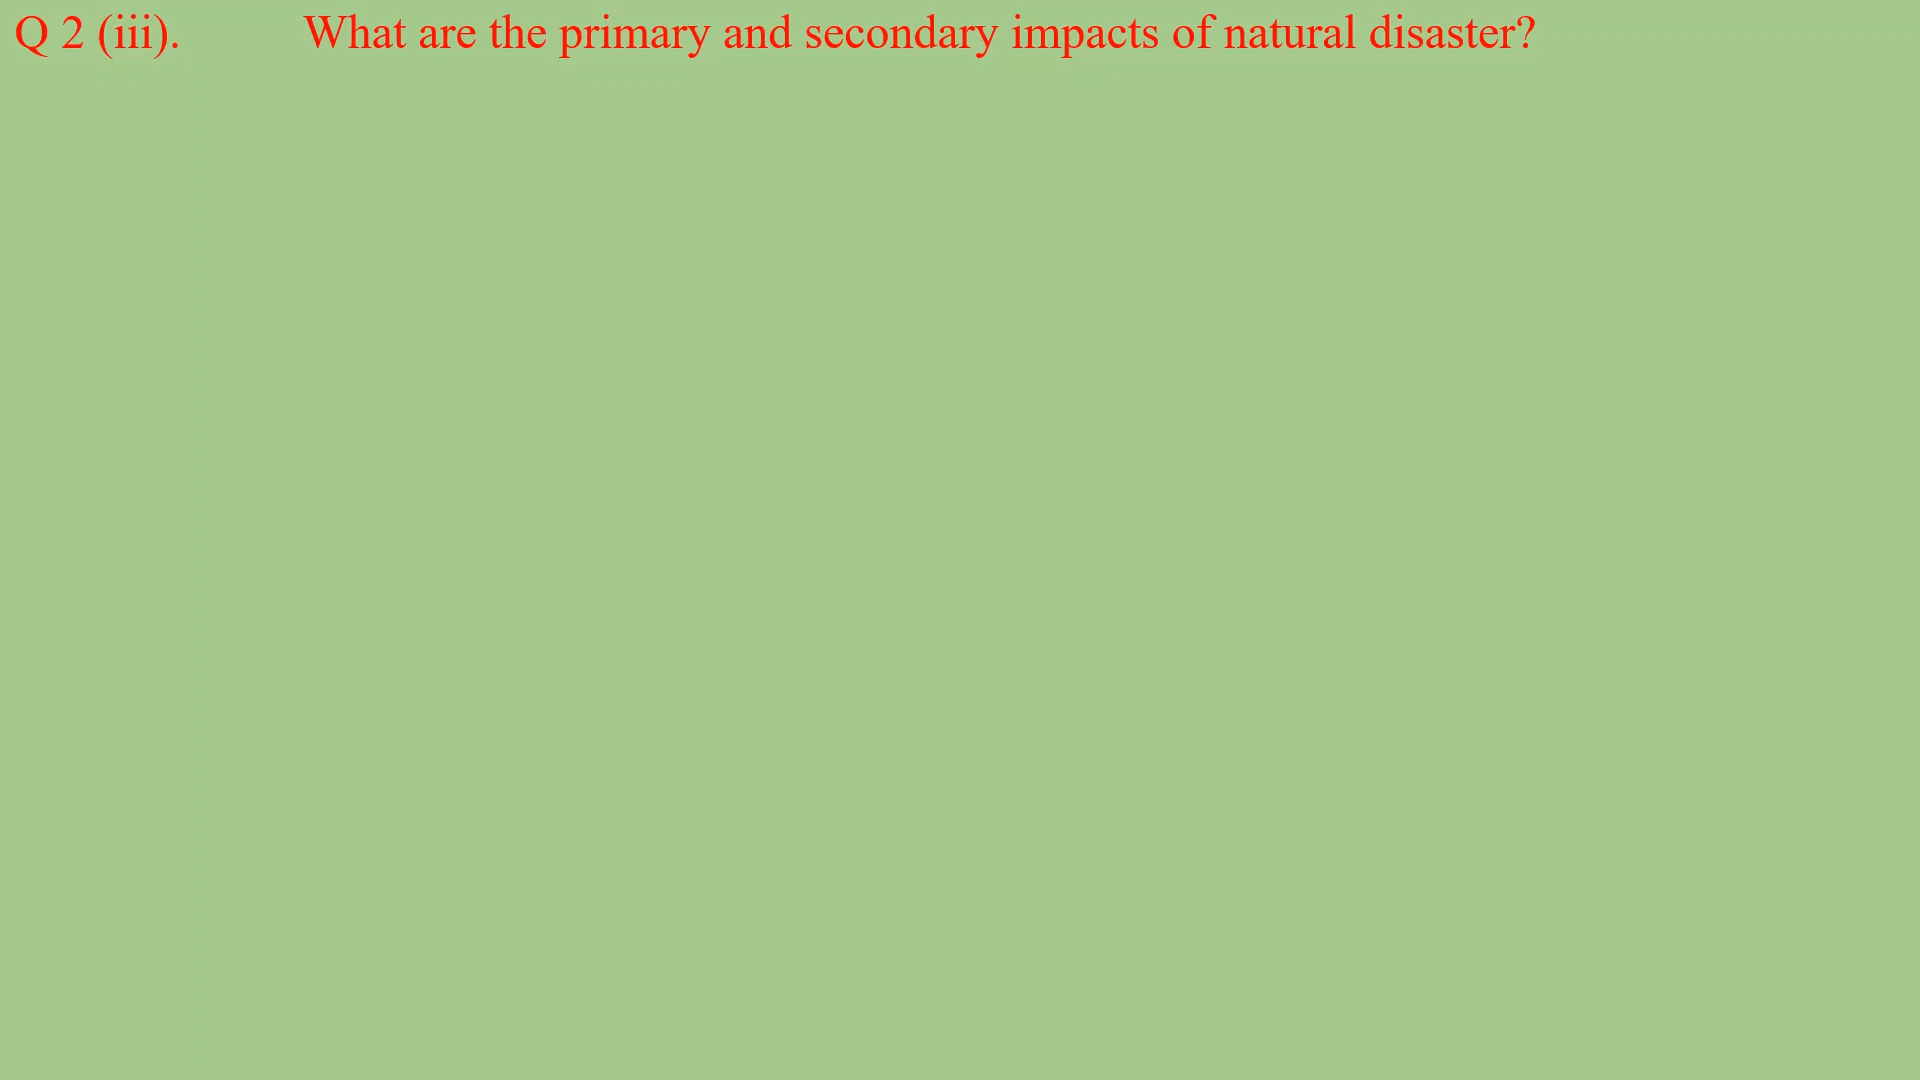 Q 2 (iii). What are the primary and secondary impacts of natural disaster?